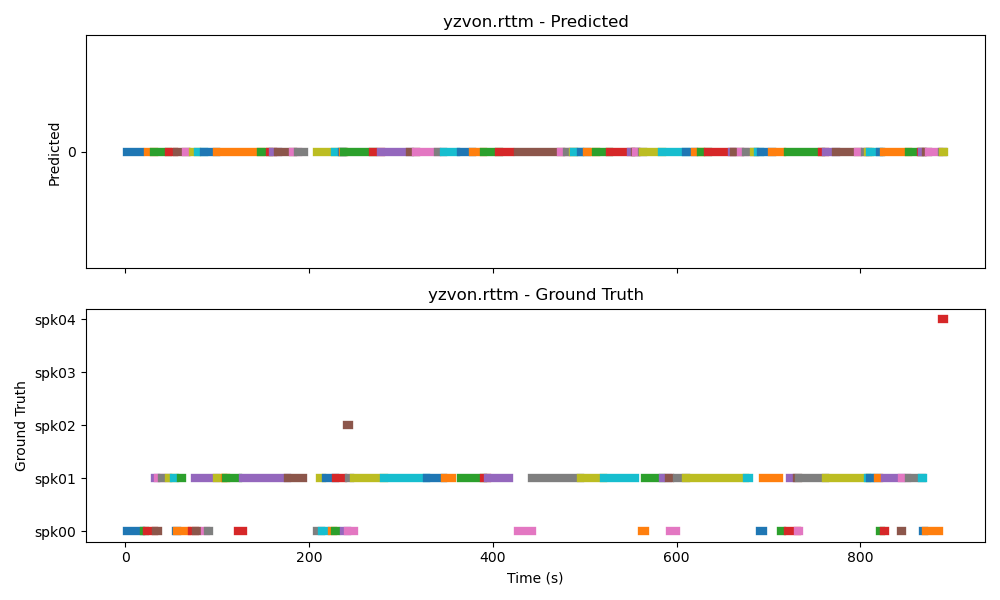 yzvon.rttm - Predicted
Predicted
0
yzvon.rttm - Ground Truth
Ground Truth
spk04
spk03
spk02
spk01
spk00
0 200 400 600 800
Time (s)